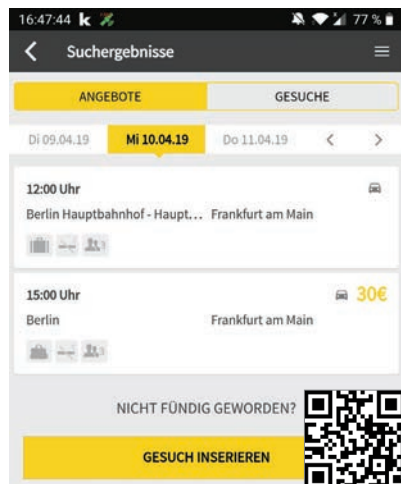 16:47:44 k 77 %
Suchergebnisse
ANGEBOTE GESUCHE
Di 09.04.19 Mi 10.04.19 Do 11.04.19
12:00 Uhr
Berlin Hauptbahnhof - Haupt... Frankfurt am Main
15:00 Uhr 30€
Berlin Frankfurt am Main
NICHT FÜNDIG GEWORDEN?
GESUCH INSERIEREN